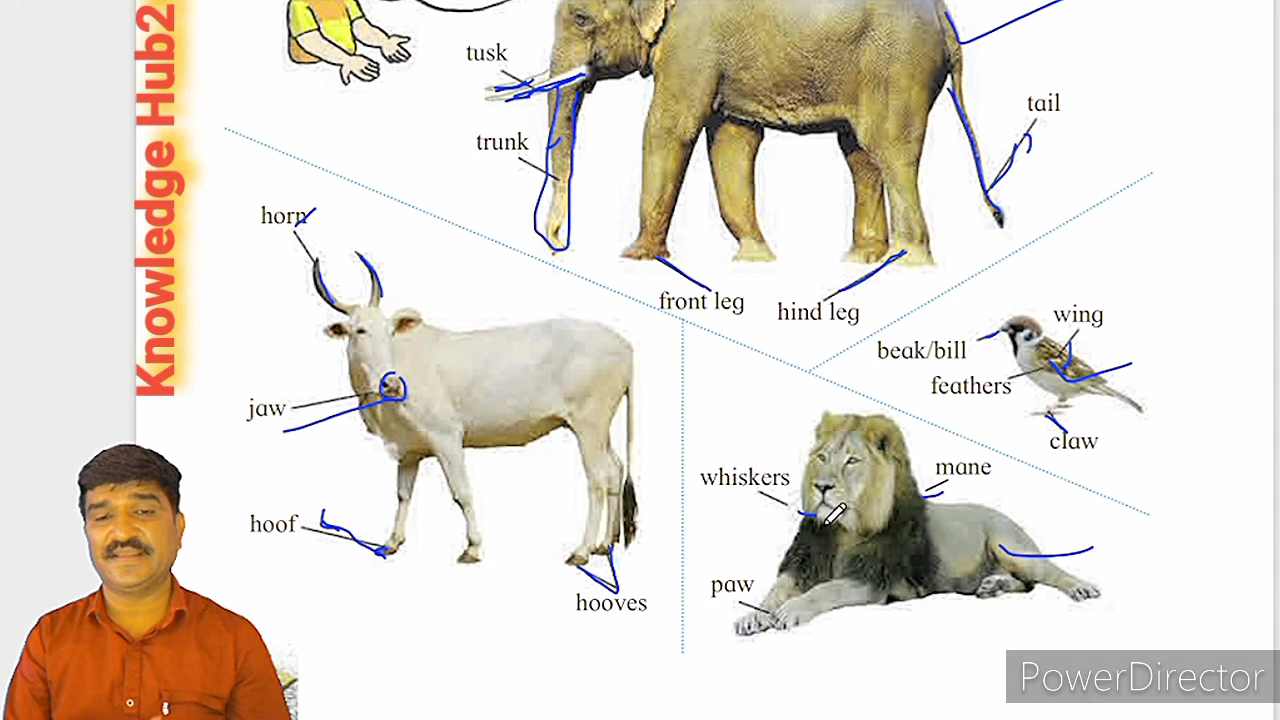 Knowledge Hub2
tusk
trunk
tail
horn
front leg
hind leg
wing
beak/bill
feathers
claw
jaw
whiskers
mane
hoof
paw
hooves
PowerDirector